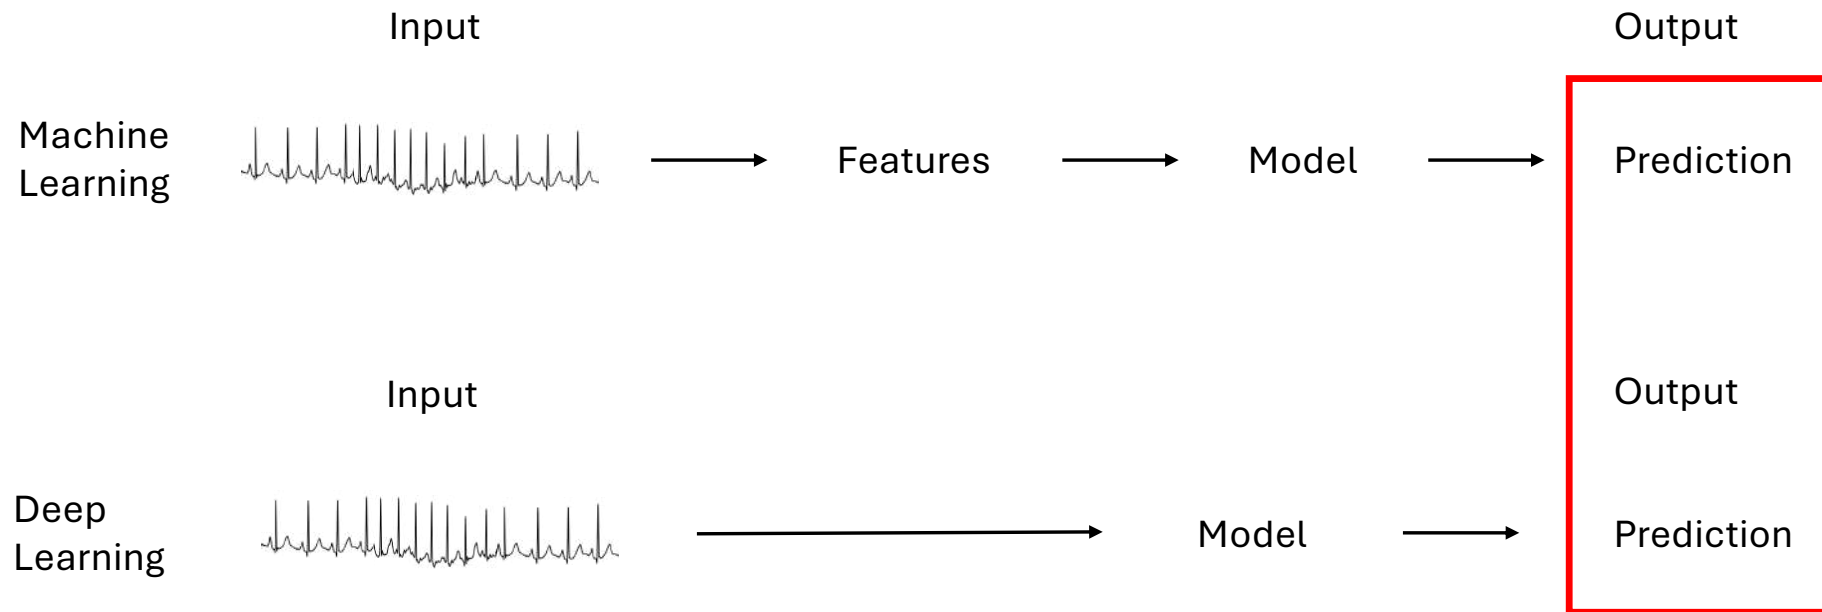 Input
Output
Machine
Learning
Features
Model
Prediction
Input
Output
Deep
Learning
Model
Prediction